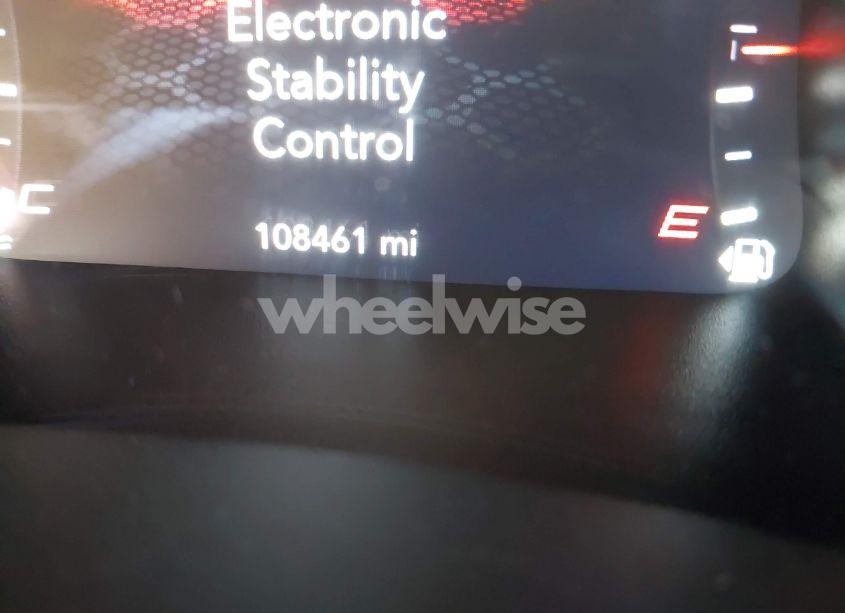 Electronic
Stability
Control
C
108461 mi
E
wheelwise